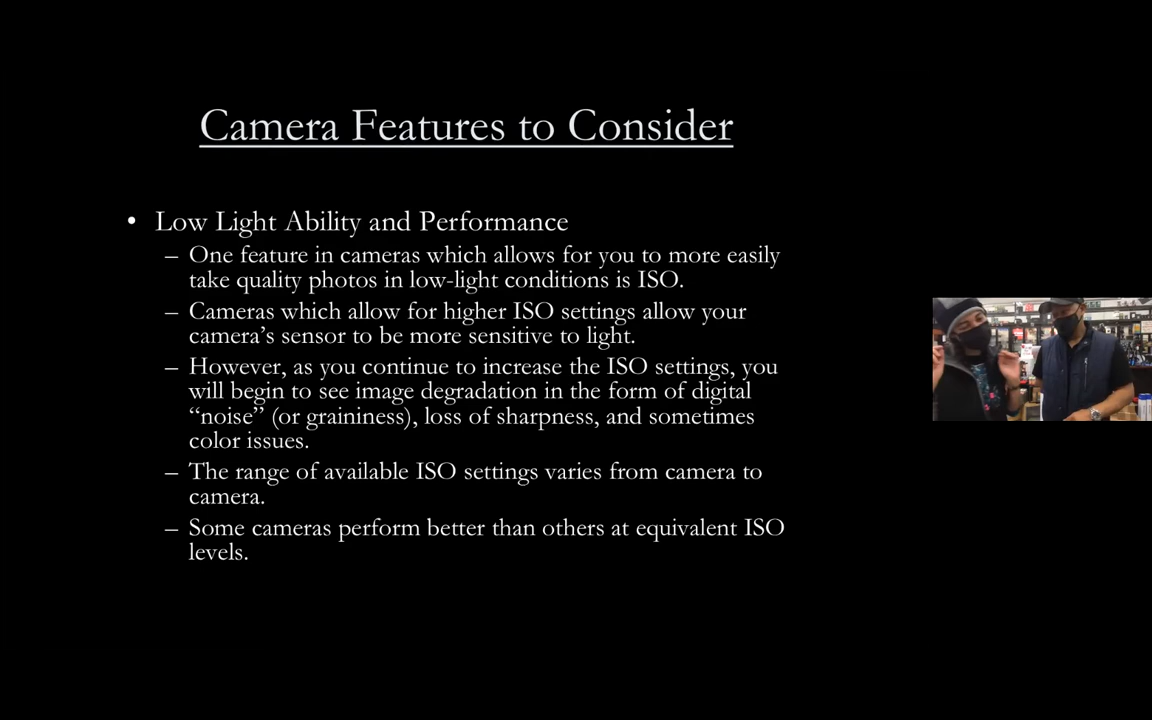 Camera Features to Consider
• Low Light Ability and Performance
– One feature in cameras which allows for you to more easily
take quality photos in low-light conditions is ISO.
– Cameras which allow for higher ISO settings allow your
camera’s sensor to be more sensitive to light.
– However, as you continue to increase the ISO settings, you
will begin to see image degradation in the form of digital
“noise” (or graininess), loss of sharpness, and sometimes
color issues.
– The range of available ISO settings varies from camera to
camera.
– Some cameras perform better than others at equivalent ISO
levels.